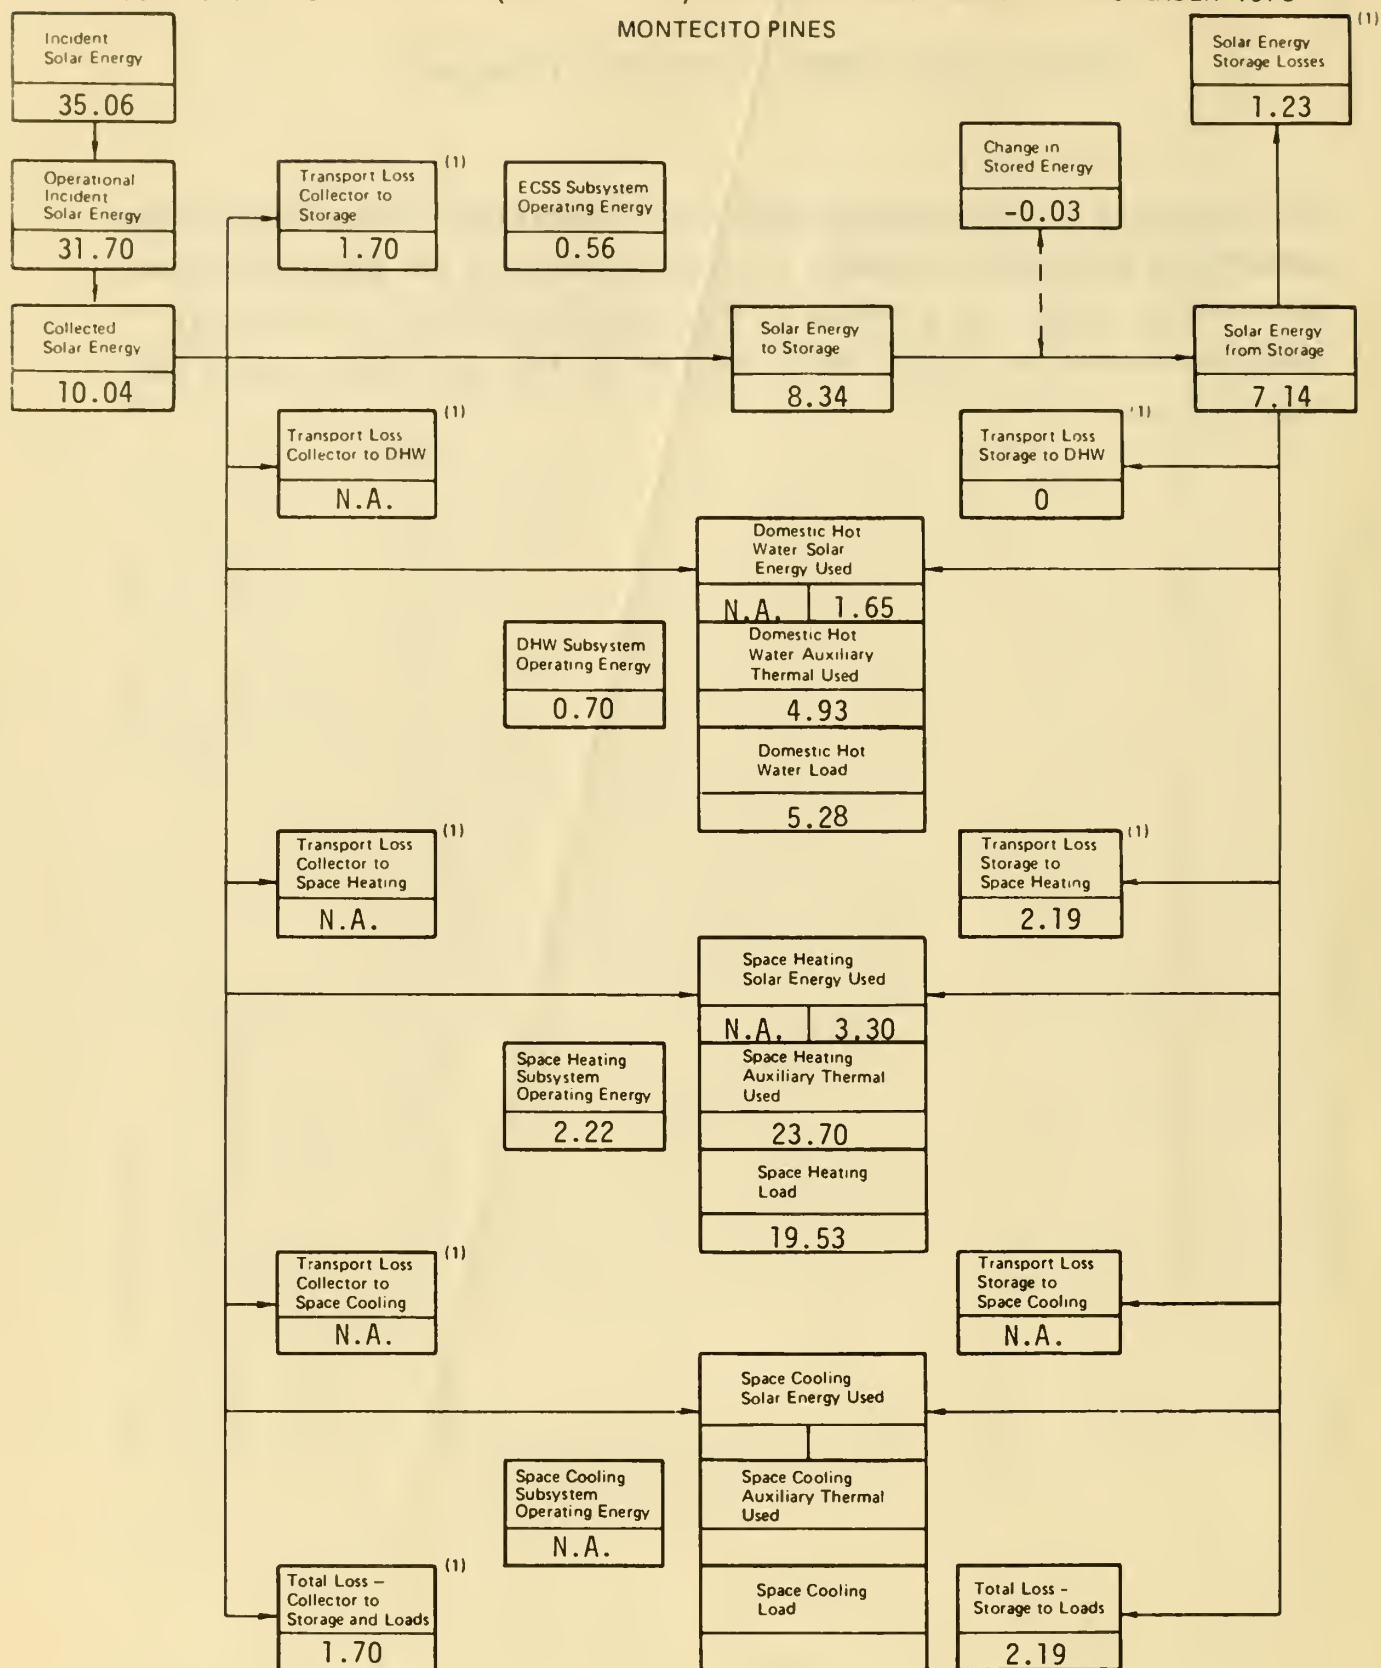 MONTECITO PINES
Incident
Solar Energy
35.06
(1)
Solar Energy
Storage Losses
1.23
Operational
Incident
Solar Energy
31.70
(1)
Transport Loss
Collector to
Storage
1.70
ECSS Subsystem
Operating Energy
0.56
Change in
Stored Energy
-0.03
Collected
Solar Energy
10.04
Solar Energy
to Storage
8.34
Solar Energy
from Storage
7.14
(1)
Transport Loss
Collector to DHW
N.A.
(1)
Transport Loss
Storage to DHW
0
Domestic Hot
Water Solar
Energy Used
N.A. 1.65
Domestic Hot
Water Auxiliary
Thermal Used
4.93
Domestic Hot
Water Load
5.28
DHW Subsystem
Operating Energy
0.70
(1)
Transport Loss
Collector to
Space Heating
N.A.
(1)
Transport Loss
Storage to
Space Heating
2.19
Space Heating
Solar Energy Used
N.A. 3.30
Space Heating
Auxiliary Thermal
Used
23.70
Space Heating
Load
19.53
Space Heating
Subsystem
Operating Energy
2.22
(1)
Transport Loss
Collector to
Space Cooling
N.A.
Transport Loss
Storage to
Space Cooling
N.A.
Space Cooling
Solar Energy Used
Space Cooling
Auxiliary Thermal
Used
Space Cooling
Load
Space Cooling
Subsystem
Operating Energy
N.A.
(1)
Total Loss –
Collector to
Storage and Loads
1.70
Total Loss -
Storage to Loads
2.19